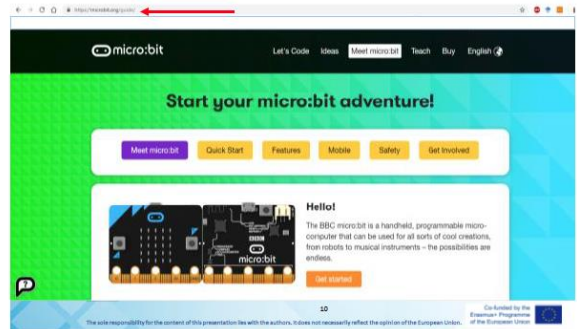 https://microbit.org/guide/
micro:bit
Let's Code Ideas Meet micro:bit Teach Buy English
Start your micro:bit adventure!
Meet micro:bit Quick Start Features Mobile Safety Get Involved
Hello!
The BBC micro:bit is a handheld, programmable micro-
computer that can be used for all sorts of cool creations,
from robots to musical instruments – the possibilities are
endless.
micro:bit
Get started
?
10
The sole responsibility for the content of this presentation lies with the authors. It does not necessarily reflect the opinion of the European Union.
Co-funded by the
Erasmus+ Programme
of the European Union